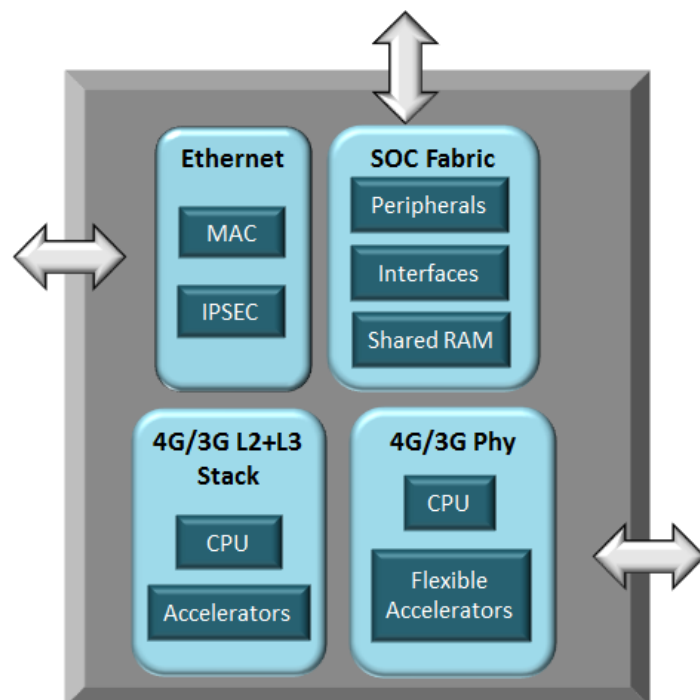 Ethernet
MAC
IPSEC
SOC Fabric
Peripherals
Interfaces
Shared RAM
4G/3G L2+L3
Stack
CPU
Accelerators
4G/3G Phy
CPU
Flexible
Accelerators